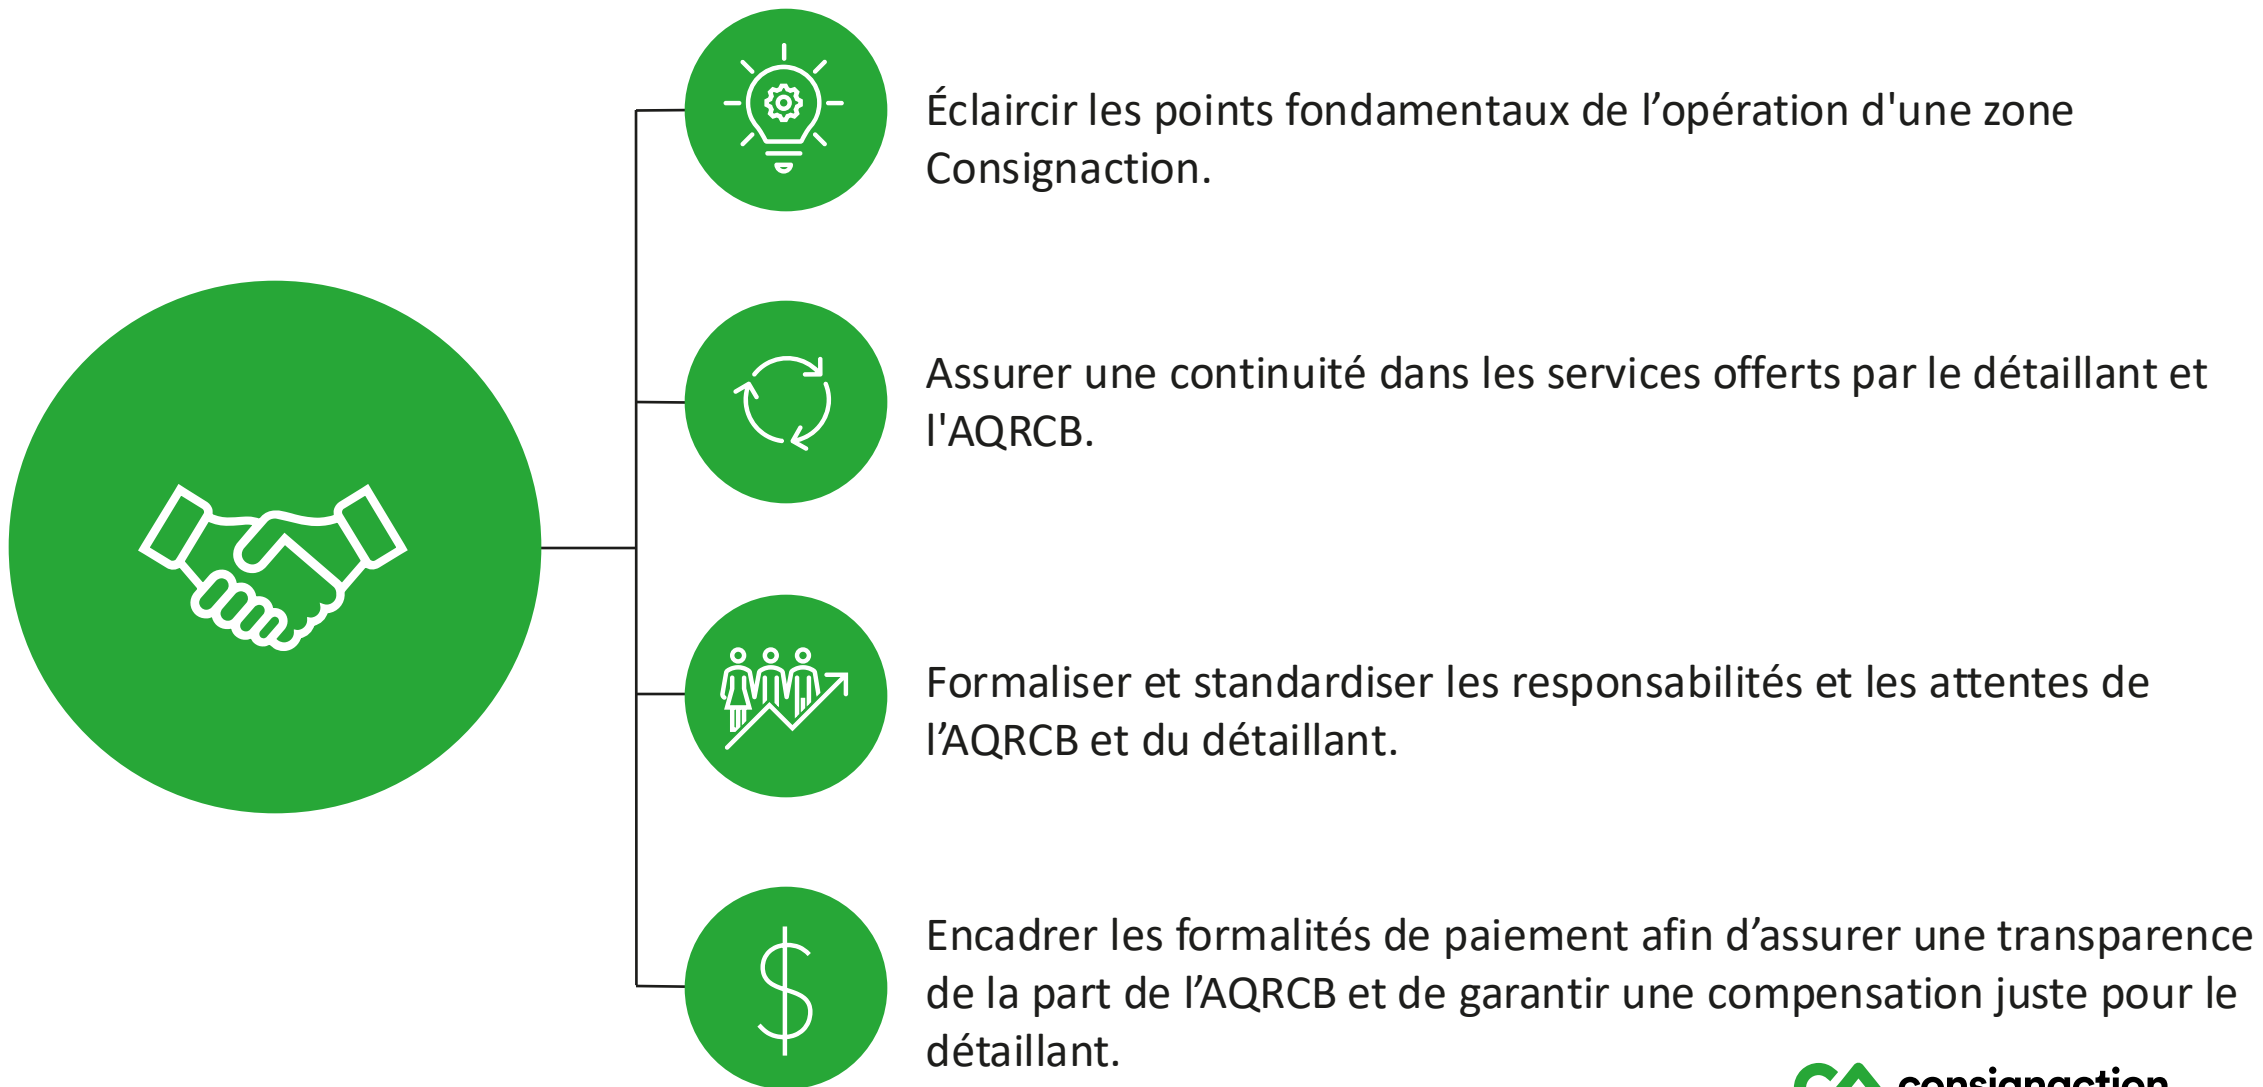 Éclaircir les points fondamentaux de l’opération d'une zone
Consignaction.
Assurer une continuité dans les services offerts par le détaillant et
l'AQRCB.
Formaliser et standardiser les responsabilités et les attentes de
l’AQRCB et du détaillant.
Encadrer les formalités de paiement afin d’assurer une transparence
de la part de l’AQRCB et de garantir une compensation juste pour le
détaillant.
consignaction